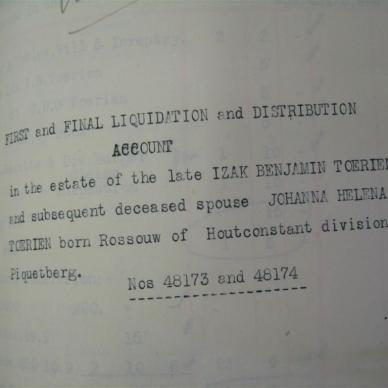 FIRST and FINAL LIQUIDATION and DISTRIBUTION
ACCOUNT
in the estate of the late IZAK BENJAMIN TOERIEN
and subsequent deceased spouse JOHANNA HELENA
TOERIEN born Rossouw of Houtconstant division
Piquetberg.
Nos 48173 and 48174